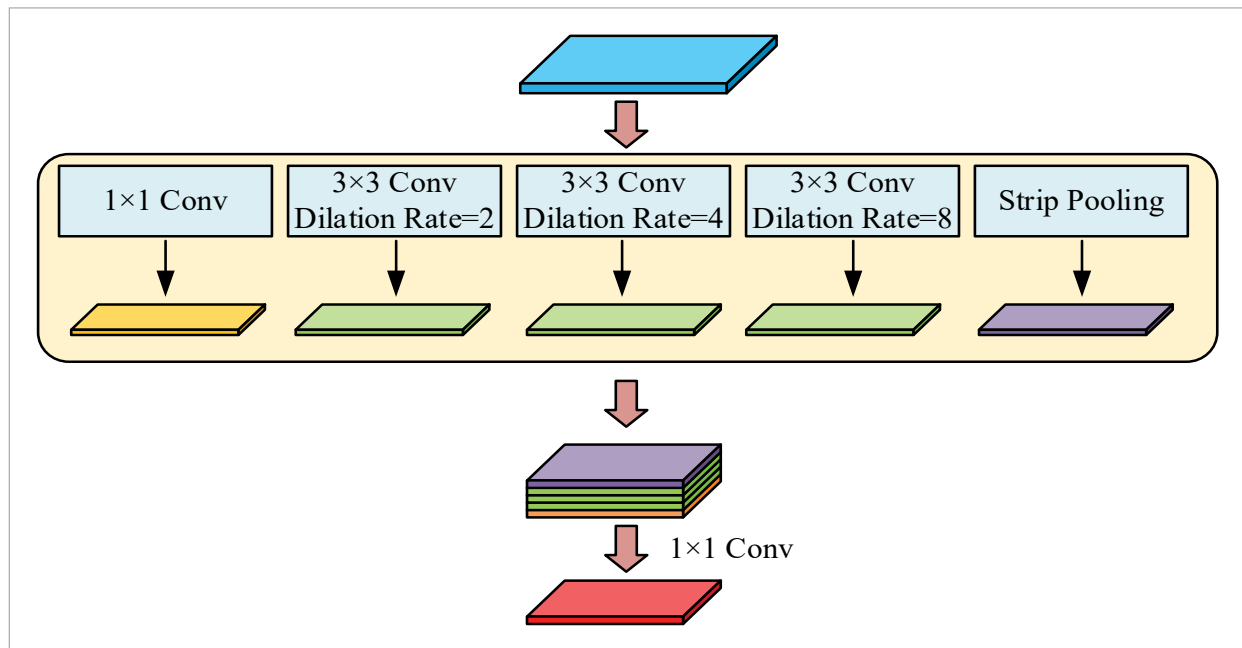 1×1 Conv
3×3 Conv
Dilation Rate=2
3×3 Conv
Dilation Rate=4
3×3 Conv
Dilation Rate=8
Strip Pooling
1×1 Conv